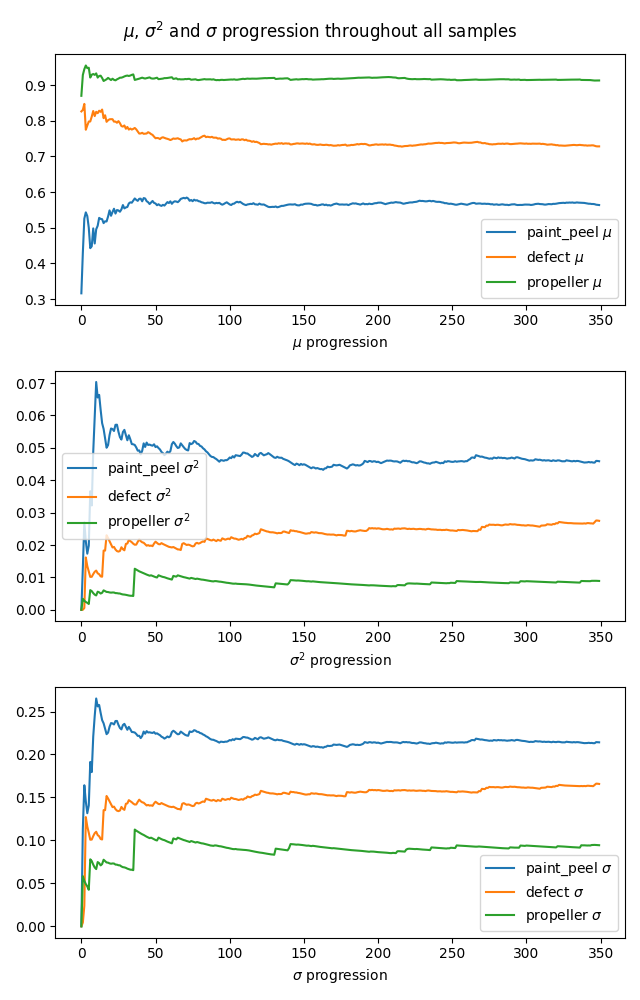 μ, σ² and σ progression throughout all samples
0.9
0.8
0.7
0.6
0.5
0.4
0.3
paint_peel μ
defect μ
propeller μ
0 50 100 150 200 250 300 350
μ progression
0.07
0.06
0.05
0.04
0.03
0.02
0.01
0.00
paint_peel σ²
defect σ²
propeller σ²
0 50 100 150 200 250 300 350
σ² progression
0.25
0.20
0.15
0.10
0.05
0.00
paint_peel σ
defect σ
propeller σ
0 50 100 150 200 250 300 350
σ progression